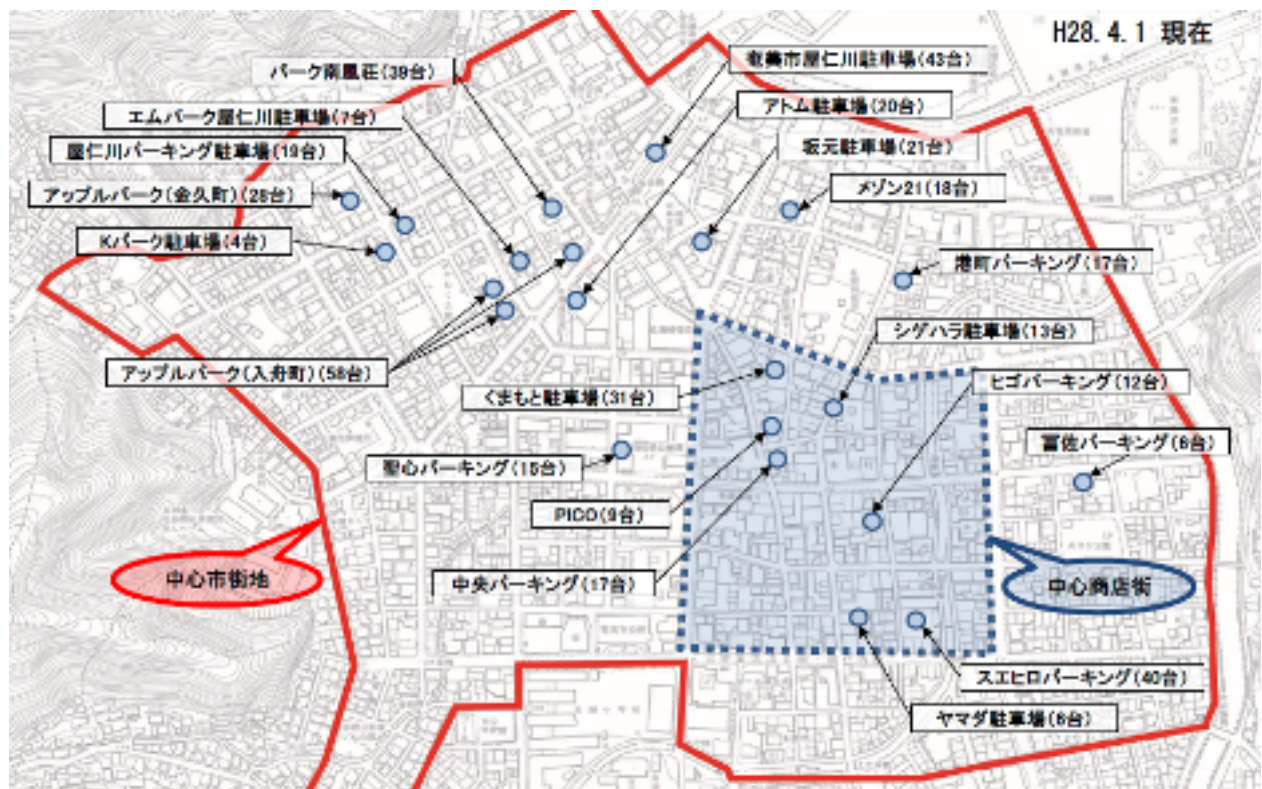 H28.4.1 現在
パーク南風荘(39台)
奄美市屋仁川駐車場(43台)
エムパーク屋仁川駐車場(7台)
アトム駐車場(20台)
屋仁川パーキング駐車場(19台)
坂元駐車場(21台)
アップルパーク(金久町)(28台)
メゾン21(18台)
Kパーク駐車場(4台)
港町パーキング(17台)
シゲハラ駐車場(13台)
アップルパーク(入舟町)(58台)
くまもと駐車場(31台)
ヒゴパーキング(12台)
聖心パーキング(15台)
冨佐パーキング(6台)
PICO(9台)
中心市街地
中央パーキング(17台)
中心商店街
スエヒロパーキング(40台)
ヤマダ駐車場(6台)